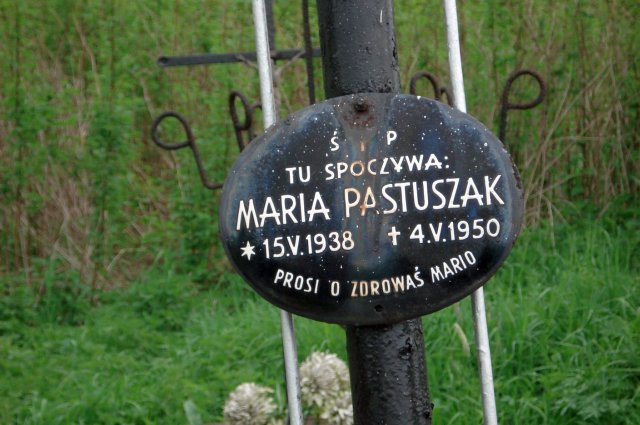 Ś P
TU SPOCZYWA:
MARIA PASTUSZAK
* 15.V.1938 † 4.V.1950
PROSI O ZDROWAŚ MARIO